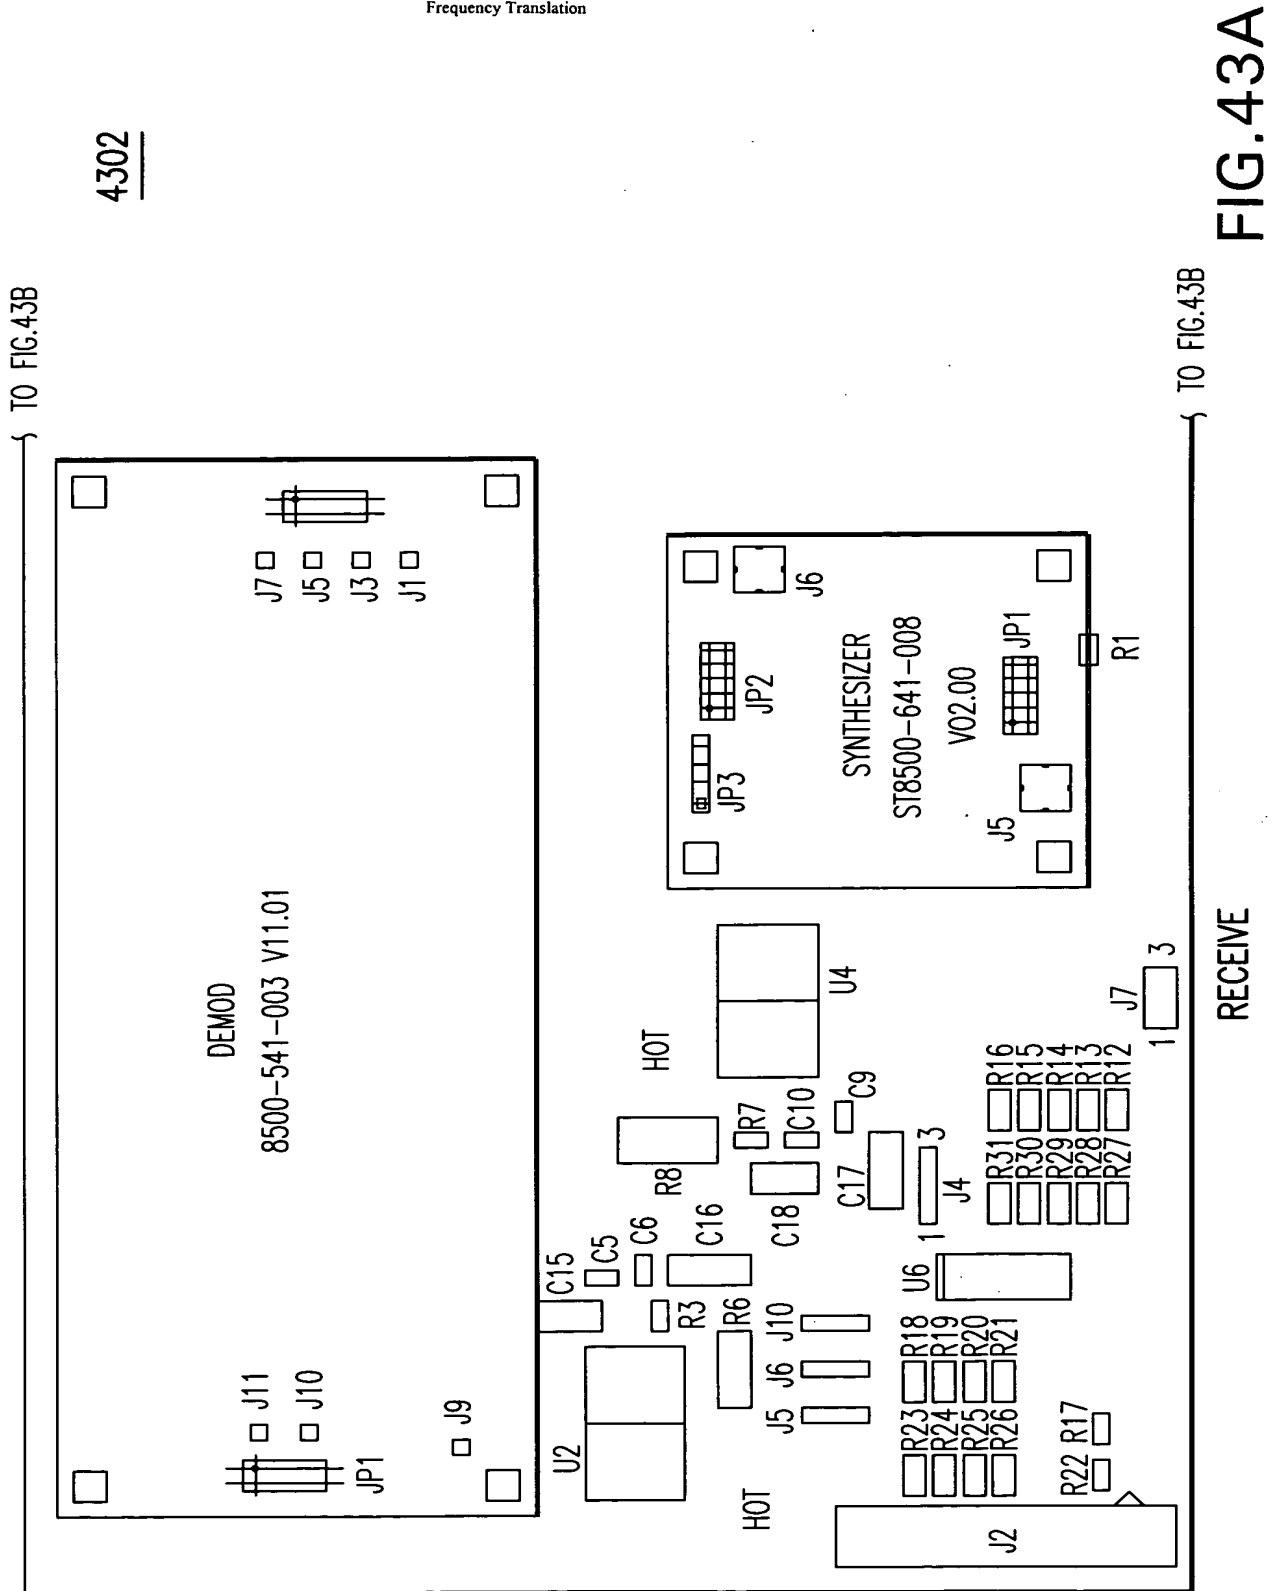 Frequency Translation
FIG.43A
4302
TO FIG.43B
TO FIG.43B
DEMOD
8500-541-003 V11.01
J11
J10
J9
JP1
J7
J5
J3
J1
SYNTHESIZER
ST8500-641-008
V02.00
JP3
JP2
J6
JP1
J5
R1
HOT
U4
R8
R7
C10
C9
C18
C17
C15
C5
C6
C16
R3
R6
U2
HOT
J10
J6
J5
1
J4
3
U6
R31
R30
R29
R28
R27
R16
R15
R14
R13
R12
R23
R24
R25
R26
R18
R19
R20
R21
R22
R17
J2
1
J7
3
RECEIVE